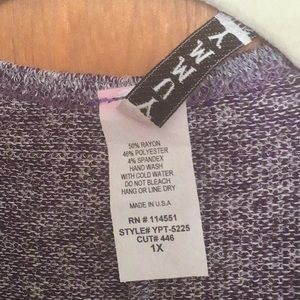 YUMMY
50% RAYON
46% POLYESTER
4% SPANDEX
HAND WASH
WITH COLD WATER
DO NOT BLEACH
HANG OR LINE DRY
MADE IN U.S.A
RN # 114551
STYLE# YPT-5225
CUT# 446
1X